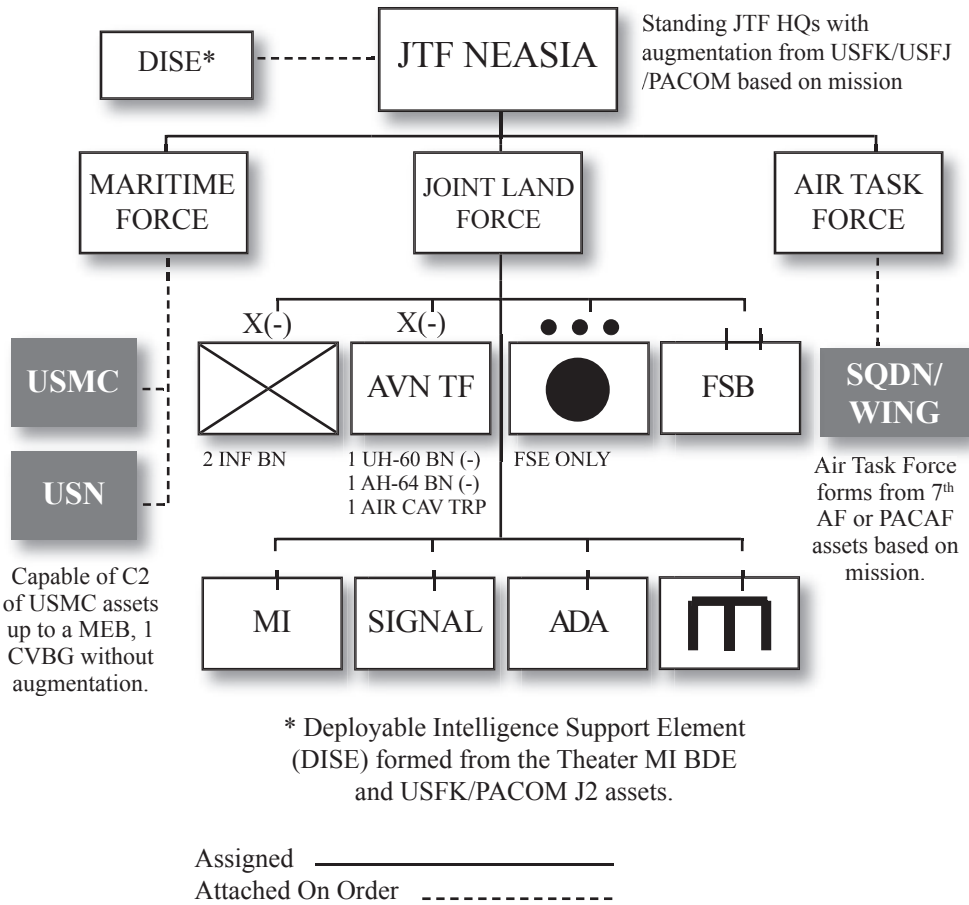 DISE*
JTF NEASIA
Standing JTF HQs with
augmentation from USFK/USFJ
/PACOM based on mission
MARITIME
FORCE
JOINT LAND
FORCE
AIR TASK
FORCE
X(-)
X(-)
USMC
AVN TF
FSB
SQDN/
WING
2 INF BN
1 UH-60 BN (-)
1 AH-64 BN (-)
1 AIR CAV TRP
FSE ONLY
USN
Air Task Force
forms from 7th
AF or PACAF
assets based on
mission.
Capable of C2
of USMC assets
up to a MEB, 1
CVBG without
augmentation.
MI
SIGNAL
ADA
* Deployable Intelligence Support Element
(DISE) formed from the Theater MI BDE
and USFK/PACOM J2 assets.
Assigned
Attached On Order